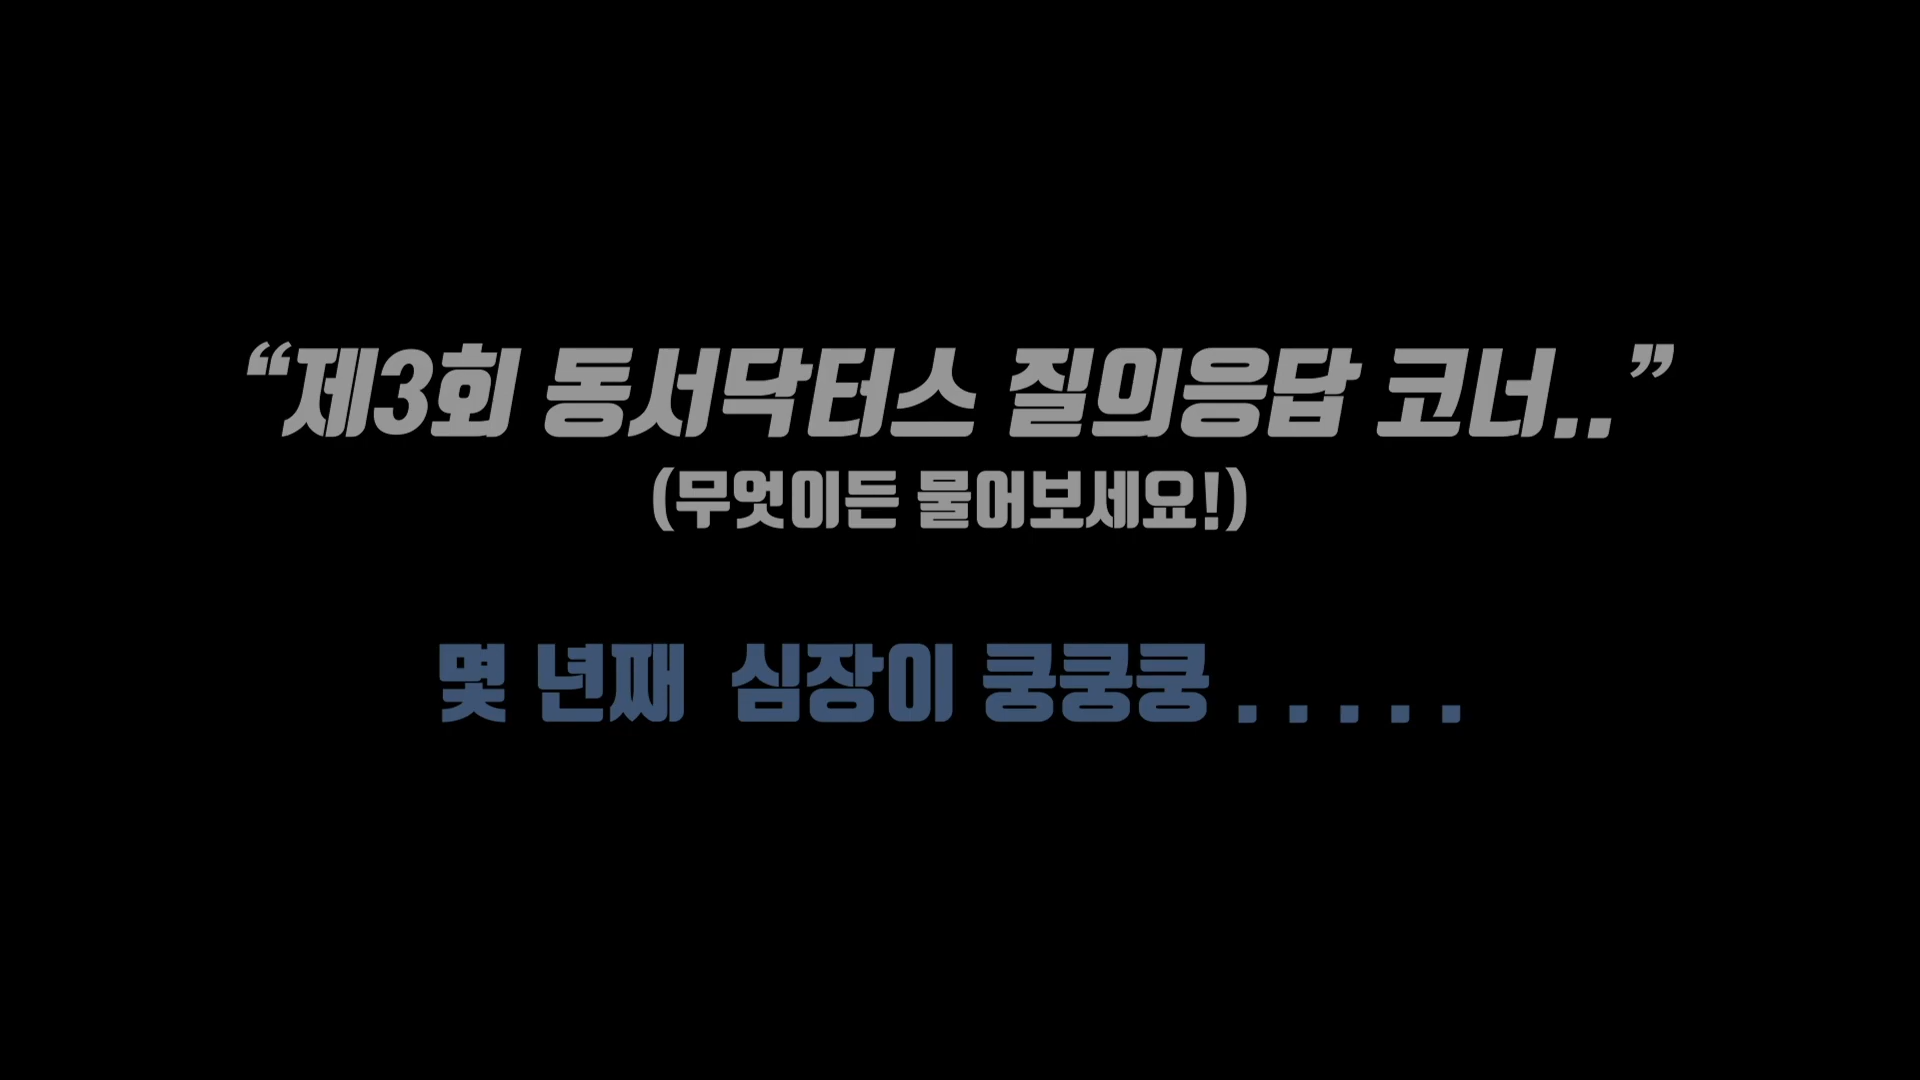 “제3회 동서닥터스 질의응답 코너..”
(무엇이든 물어보세요!)
몇 년째 심장이 쿵쿵쿵 . . . . .